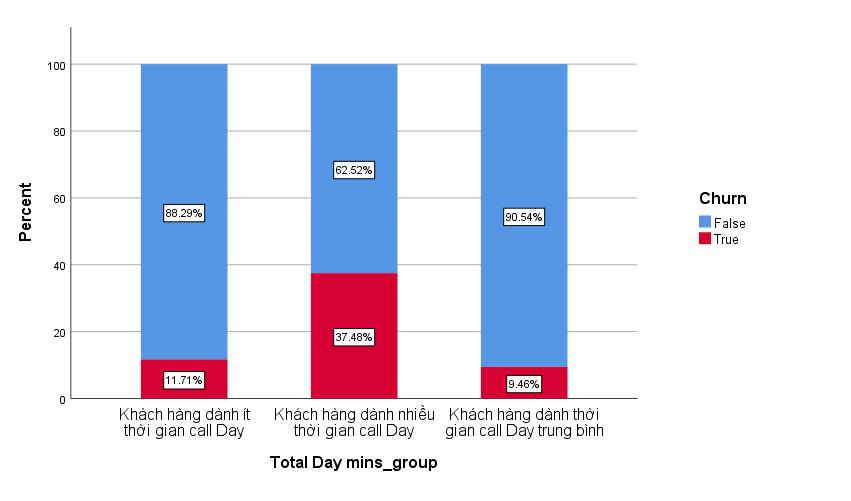 100
80
60
40
20
0
Percent
88.29%
11.71%
62.52%
37.48%
90.54%
9.46%
Khách hàng dành ít
thời gian call Day
Khách hàng dành nhiều
thời gian call Day
Khách hàng dành thời
gian call Day trung bình
Total Day mins_group
Churn
False
True